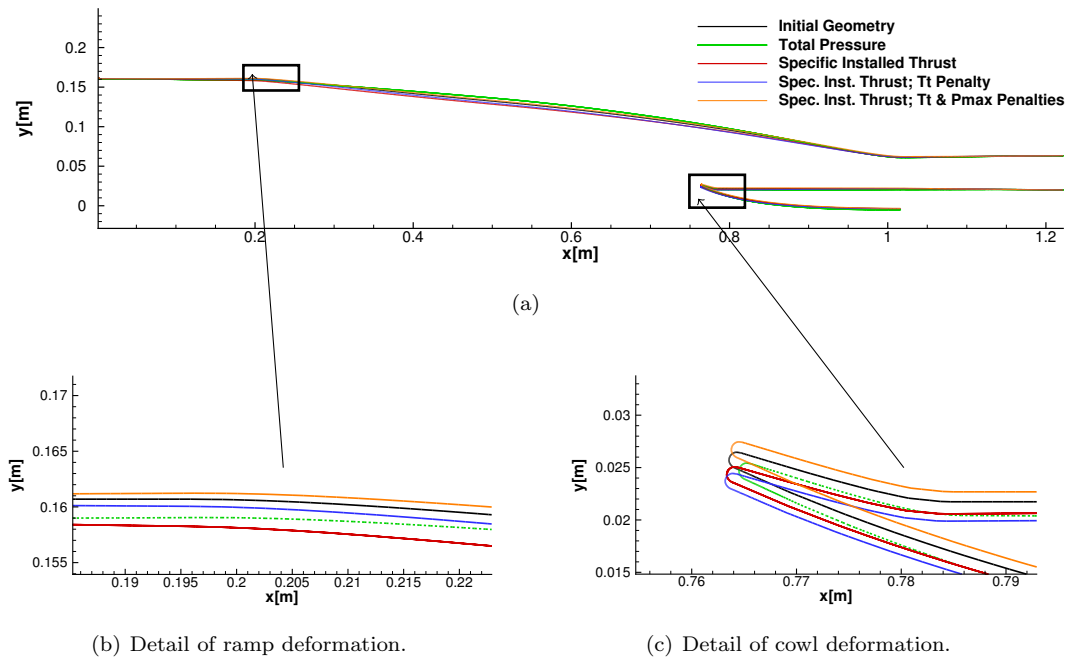 Initial Geometry
Total Pressure
Specific Installed Thrust
Spec. Inst. Thrust; Tt Penalty
Spec. Inst. Thrust; Tt & Pmax Penalties
y[m]
0.2
0.15
0.1
0.05
0
0.2
0.4
0.6
0.8
1
1.2
x[m]
(a)
y[m]
0.17
0.165
0.16
0.155
0.19
0.195
0.2
0.205
0.21
0.215
0.22
x[m]
(b) Detail of ramp deformation.
y[m]
0.03
0.025
0.02
0.015
0.76
0.77
0.78
0.79
x[m]
(c) Detail of cowl deformation.